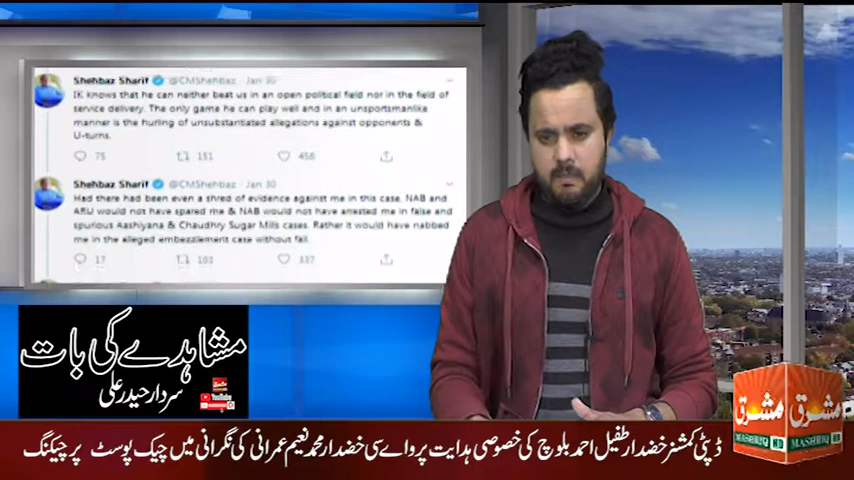 Shehbaz Sharif @CMShehbaz · Jan 30
IK knows that he can neither beat us in an open political field nor in the field of
service delivery. The only game he can play well and in an unsportsmanlike
manner is the hurling of unsubstantiated allegations against opponents &
U-turns.
75 151 456
Shehbaz Sharif @CMShehbaz · Jan 30
Had there had been even a shred of evidence against me in this case, NAB and
ARU would not have spared me & NAB would not have arrested me in false and
spurious Aashiyana & Chaudhry Sugar Mills cases. Rather it would have nabbed
me in the alleged embezzlement case without fail.
17 103 337
مشاہدے کی بات
سردار حیدر علی
YouTube
مشرق مشرق
MASHRIQ HD MASHRIQ HD
ڈپٹی کمشنر خضدار طفیل احمد بلوچ کی خصوصی ہدایت پر واے سی خضدار محمد نعیم عمرانی کی نگرانی میں چیک پوسٹ پر چیکنگ